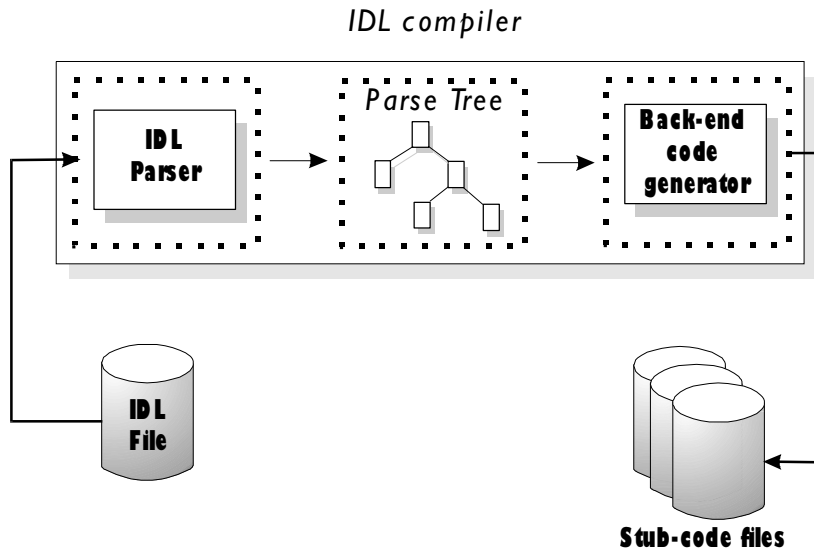 IDL compiler
IDL
Parser
Parse Tree
Back-end
code
generator
IDL
File
Stub-code files